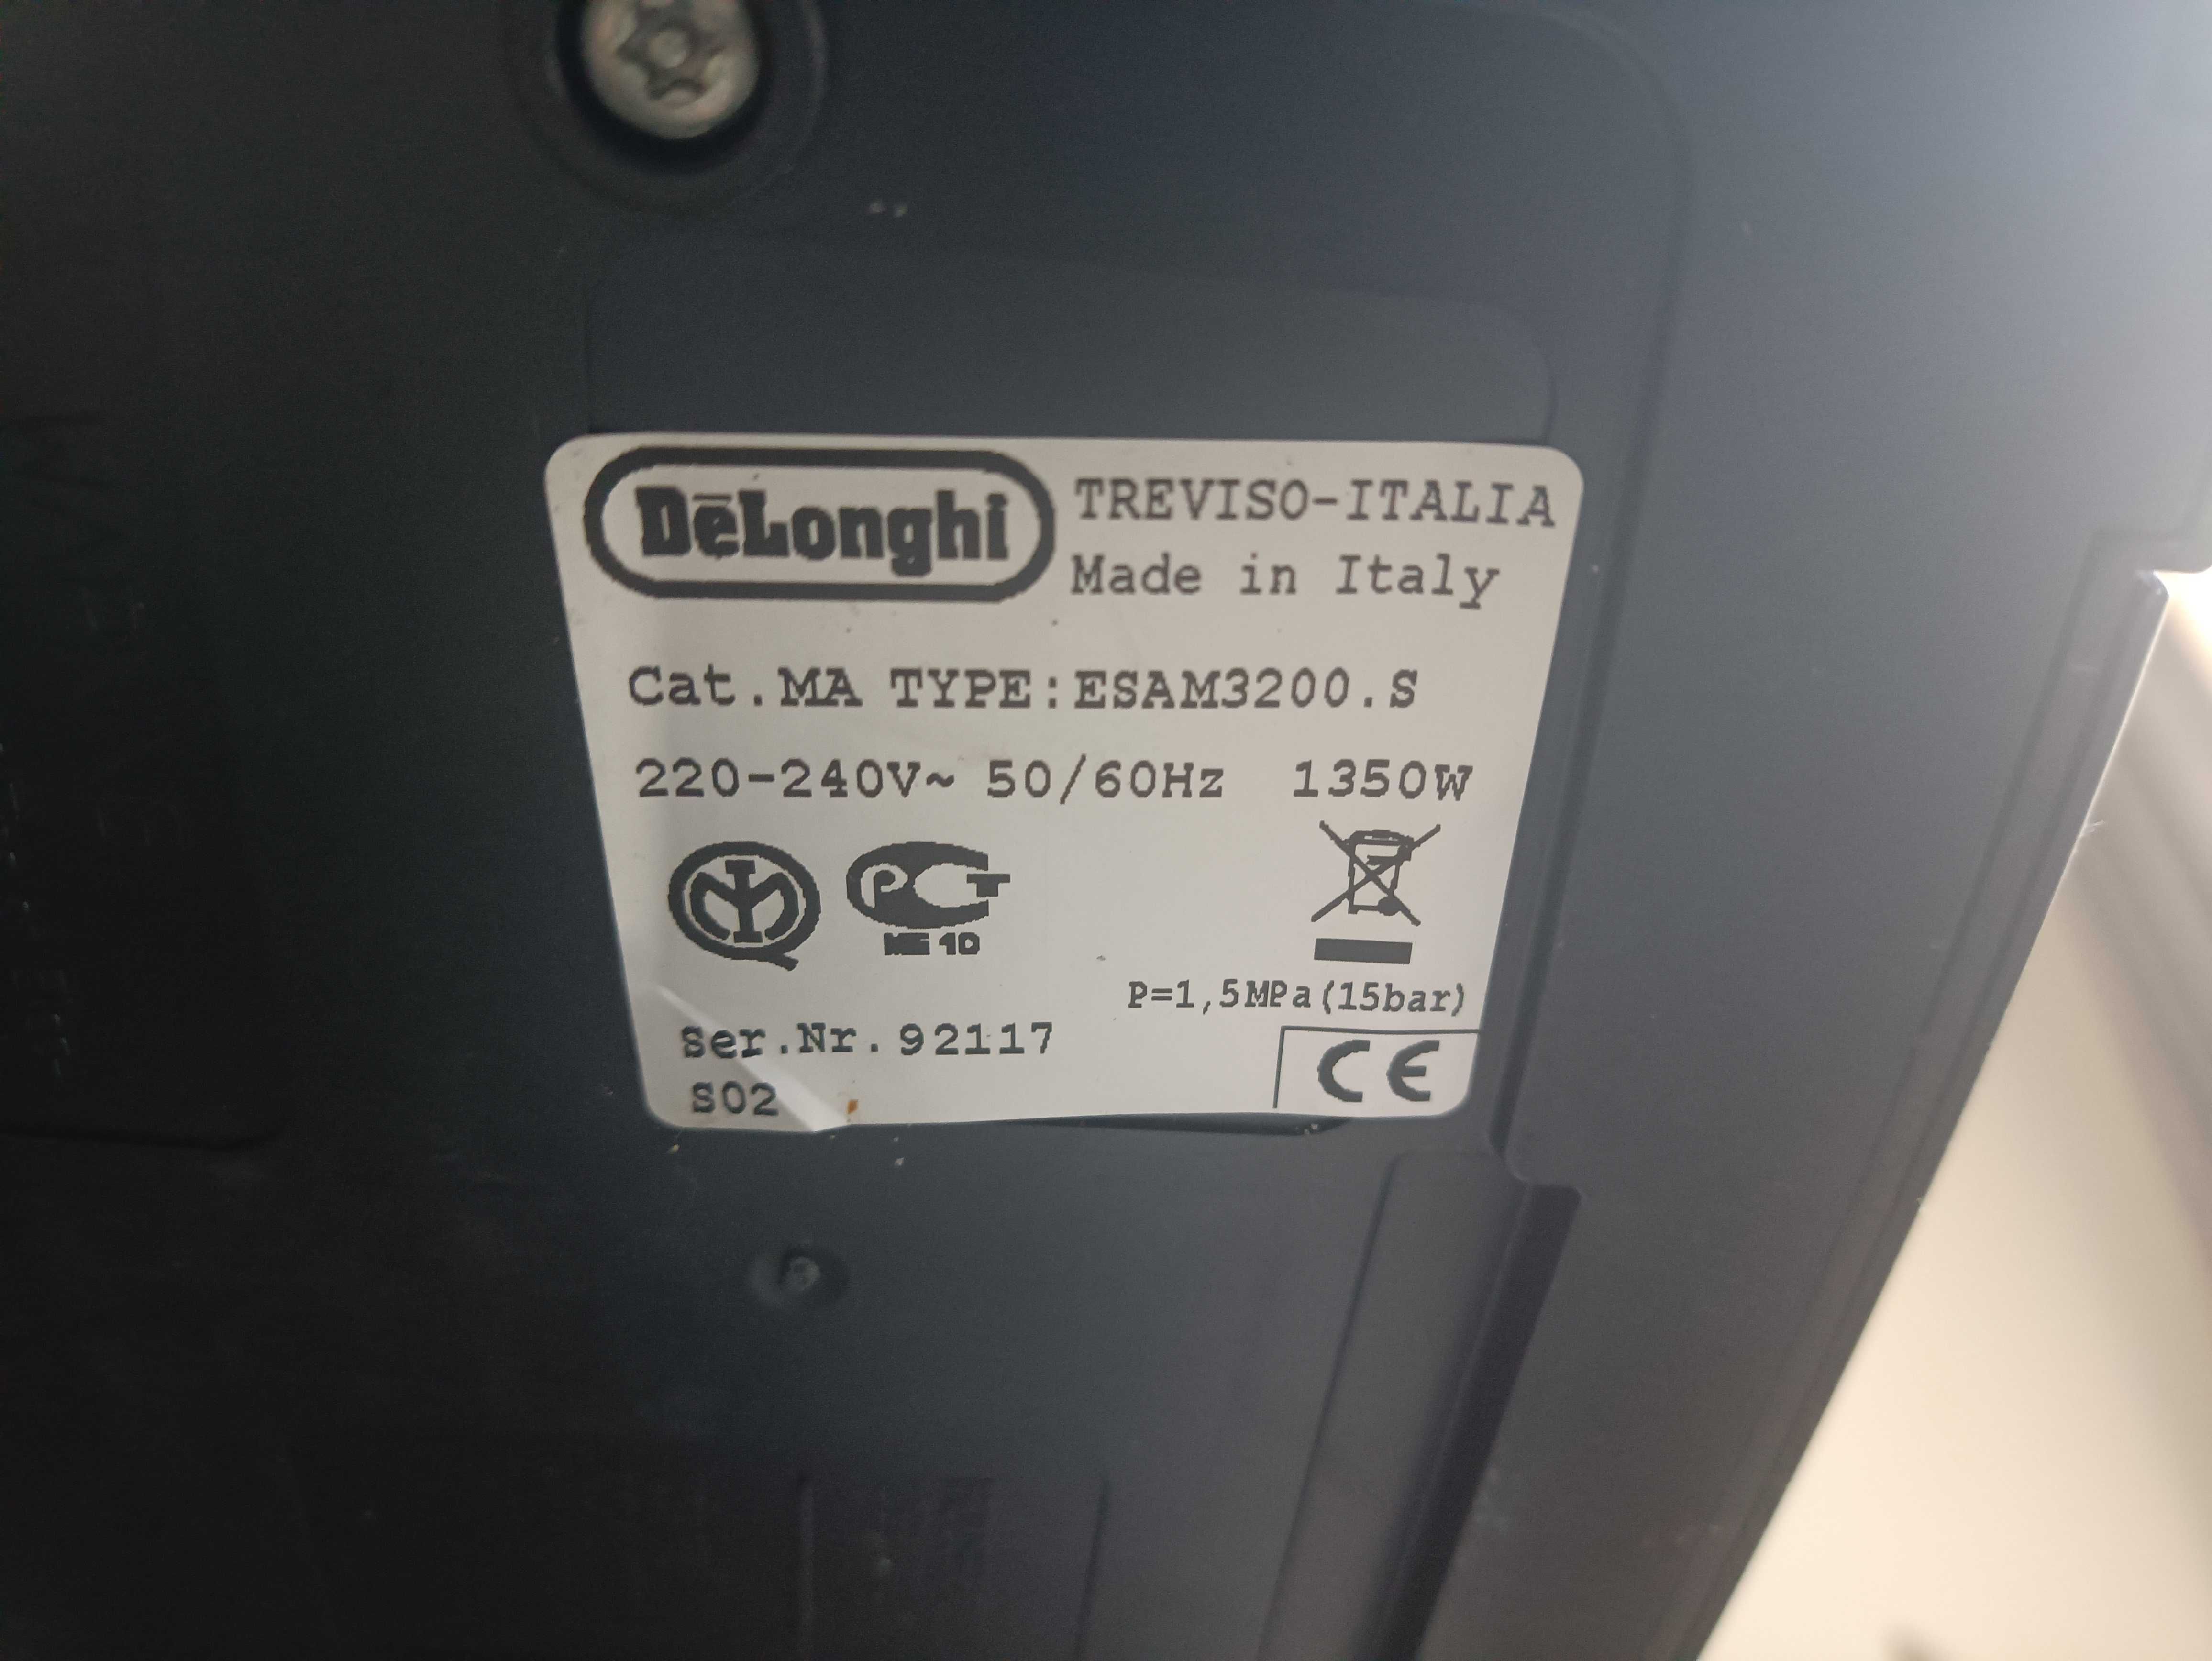 DēLonghi
TREVISO-ITALIA
Made in Italy
Cat.MA TYPE:ESAM3200.S
220-240V~ 50/60Hz 1350W
P=1,5MPa(15bar)
Ser.Nr.92117
S02
CE